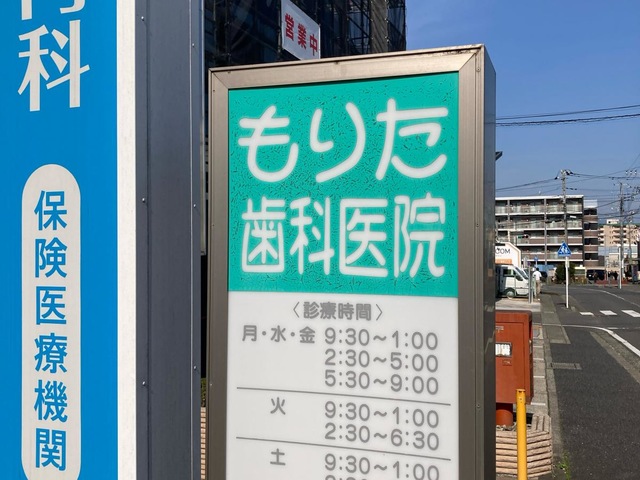 科
保険医療機関
営業中
もりた
歯科医院
〈診療時間〉
月・水・金 9:30～1:00
2:30～5:00
5:30～9:00
火 9:30～1:00
2:30～6:30
土 9:30～1:00